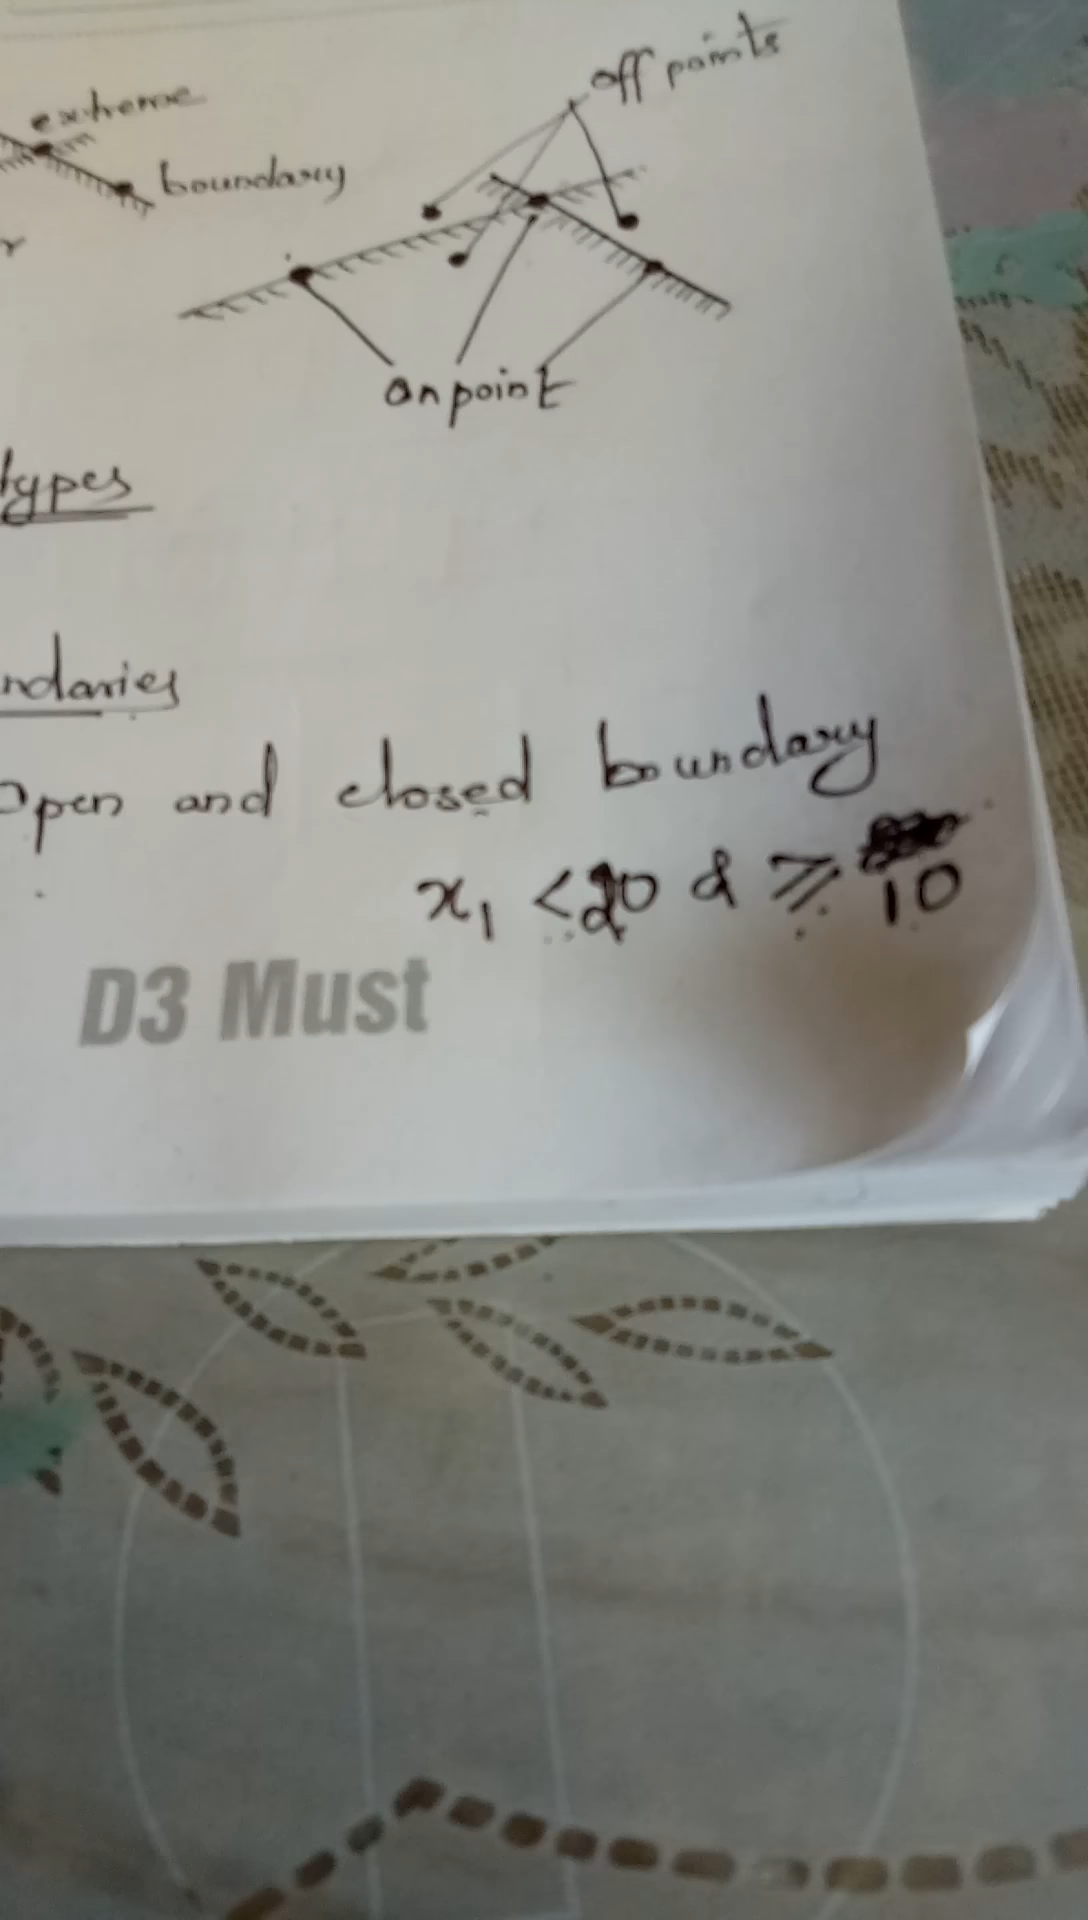 off points
extreme
boundary
on point
types
ndaries
open and closed boundary
x₁ <20 & ≥ 10
D3 Must